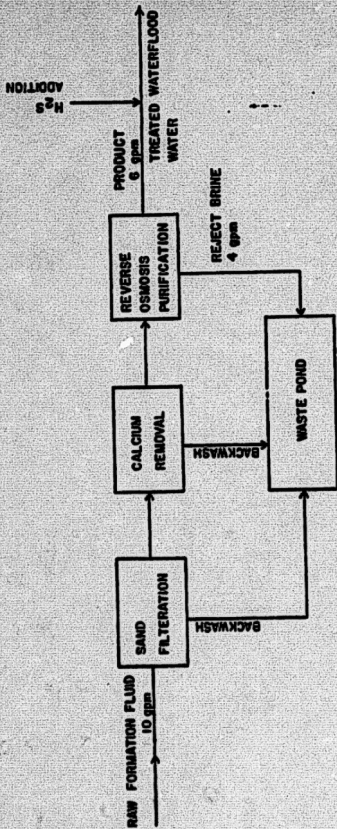 RAW FORMATION FLUID
10 gpm
SAND
FILTERATION
BACKWASH
CALCIUM
REMOVAL
BACKWASH
REVERSE
OSMOSIS
PURIFICATION
REJECT BRINE
4 gpm
WASTE POND
PRODUCT
6 gpm
TREATED WATERFLOOD
WATER
H2S
ADDITION